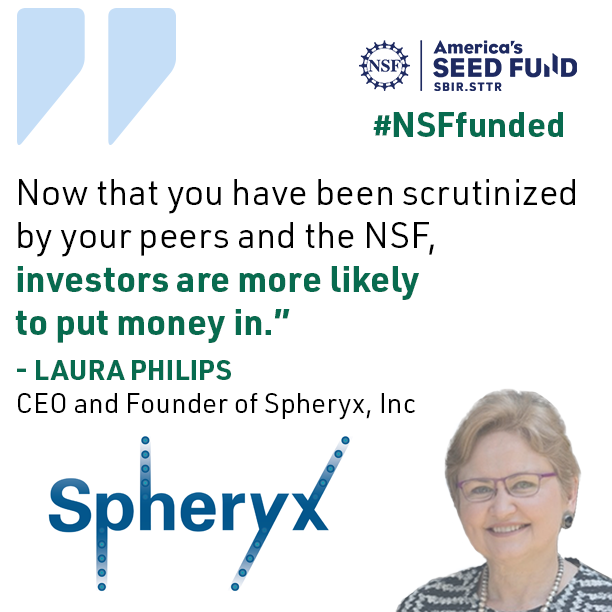 NSF
America's
SEED FUND
SBIR.STTR
#NSFfunded
Now that you have been scrutinized
by your peers and the NSF,
investors are more likely
to put money in.”
- LAURA PHILIPS
CEO and Founder of Spheryx, Inc
Spheryx